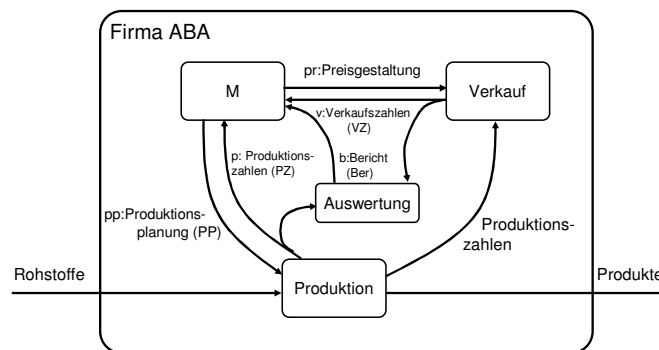 Firma ABA
pr:Preisgestaltung
M
Verkauf
v:Verkaufszahlen
(VZ)
p: Produktions-
zahlen (PZ)
b:Bericht
(Ber)
Auswertung
pp:Produktions-
planung (PP)
Produktions-
zahlen
Rohstoffe
Produktion
Produkte